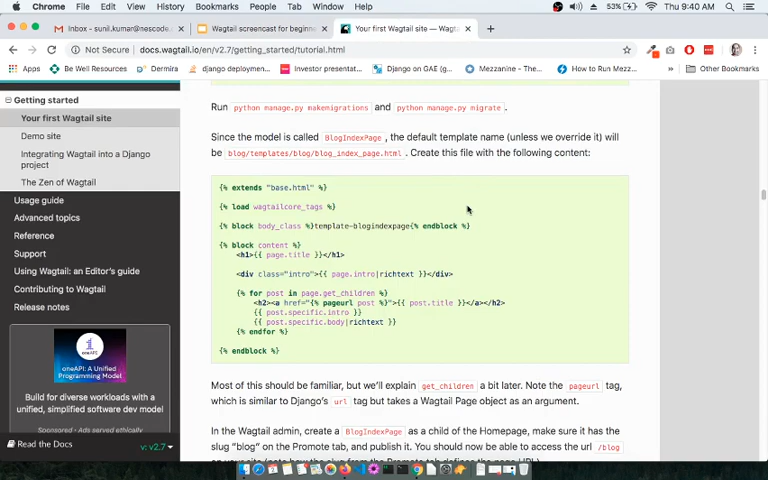 Chrome File Edit View History Bookmarks People Tab Window Help 53% Thu 9:40 AM
Inbox - sunil.kumar@nescode.c
Wagtail screencast for beginne
Your first Wagtail site — Wagta
Not Secure | docs.wagtail.io/en/v2.7/getting_started/tutorial.html
Apps Be Well Resources Dermira django deploymen... Investor presentat... Django on GAE (g... Mezzanine - The... How to Run Mezz... » Other Bookmarks
Getting started
Your first Wagtail site
Demo site
Integrating Wagtail into a Django
project
The Zen of Wagtail
Usage guide
Advanced topics
Reference
Support
Using Wagtail: an Editor’s guide
Contributing to Wagtail
Release notes
oneAPI
oneAPI: A Unified
Programming Model
Build for diverse workloads with a
unified, simplified software dev model
Sponsored · Ads served ethically
Read the Docs v: v2.7
Run python manage.py makemigrations and python manage.py migrate .
Since the model is called BlogIndexPage , the default template name (unless we override it) will
be blog/templates/blog/blog_index_page.html . Create this file with the following content:
{% extends "base.html" %}
{% load wagtailcore_tags %}
{% block body_class %}template-blogindexpage{% endblock %}
{% block content %}
<h1>{{ page.title }}</h1>
<div class="intro">{{ page.intro|richtext }}</div>
{% for post in page.get_children %}
<h2><a href="{% pageurl post %}">{{ post.title }}</a></h2>
{{ post.specific.intro }}
{{ post.specific.body|richtext }}
{% endfor %}
{% endblock %}
Most of this should be familiar, but we’ll explain get_children a bit later. Note the pageurl tag,
which is similar to Django’s url tag but takes a Wagtail Page object as an argument.
In the Wagtail admin, create a BlogIndexPage as a child of the Homepage, make sure it has the
slug “blog” on the Promote tab, and publish it. You should now be able to access the url /blog